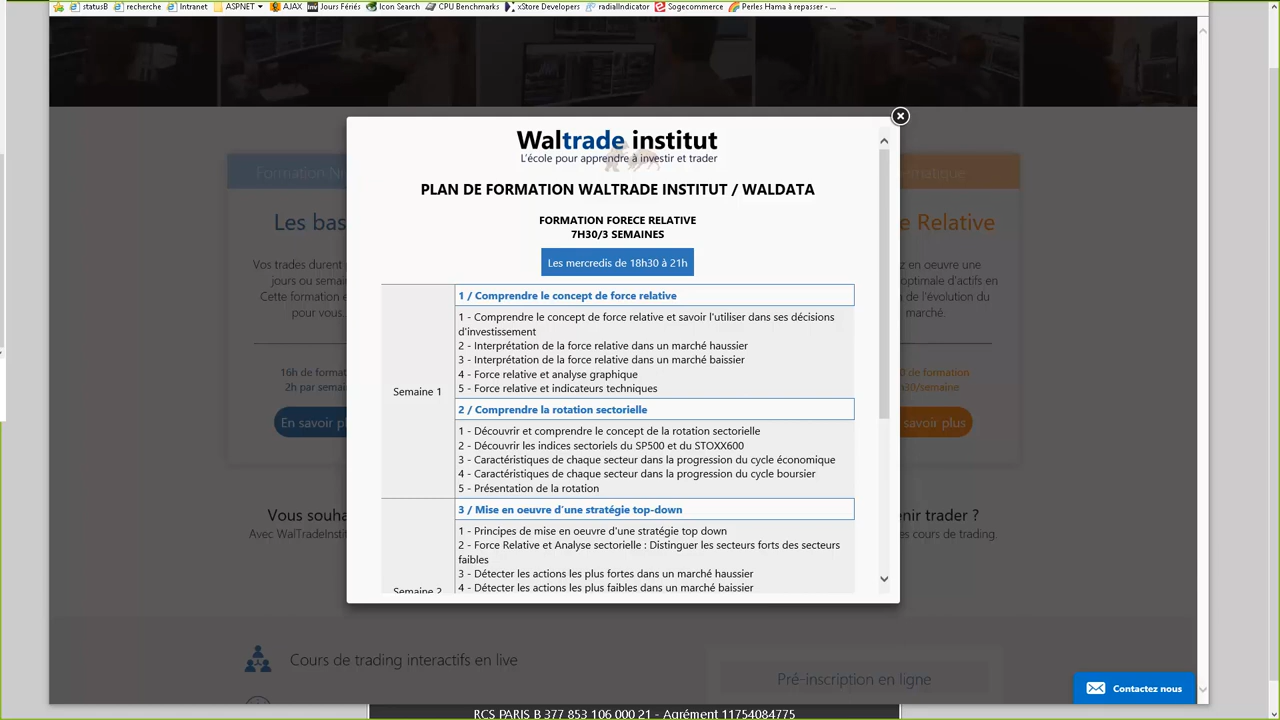 statusB recherche Intranet ASPNET AJAX Jours Fériés Icon Search CPU Benchmarks xStore Developers radialIndicator Sogecommerce Perles Hama à repasser - ...
Waltrade institut
L'école pour apprendre à investir et trader
PLAN DE FORMATION WALTRADE INSTITUT / WALDATA
FORMATION FORECE RELATIVE
7H30/3 SEMAINES
Les mercredis de 18h30 à 21h
Semaine 1
1 / Comprendre le concept de force relative
1 - Comprendre le concept de force relative et savoir l'utiliser dans ses décisions
d'investissement
2 - Interprétation de la force relative dans un marché haussier
3 - Interprétation de la force relative dans un marché baissier
4 - Force relative et analyse graphique
5 - Force relative et indicateurs techniques
2 / Comprendre la rotation sectorielle
1 - Découvrir et comprendre le concept de la rotation sectorielle
2 - Découvrir les indices sectoriels du SP500 et du STOXX600
3 - Caractéristiques de chaque secteur dans la progression du cycle économique
4 - Caractéristiques de chaque secteur dans la progression du cycle boursier
5 - Présentation de la rotation
Semaine 2
3 / Mise en oeuvre d'une stratégie top-down
1 - Principes de mise en oeuvre d'une stratégie top down
2 - Force Relative et Analyse sectorielle : Distinguer les secteurs forts des secteurs
faibles
3 - Détecter les actions les plus fortes dans un marché haussier
4 - Détecter les actions les plus faibles dans un marché baissier
Formation
Les bas
Vos trades durent
jours ou semai
Cette formation e
pour vous.
16h de form
2h par sema
En savoir pl
Relative
en oeuvre une
optimale d'actifs en
de l'évolution du
marché.
de formation
h30/semaine
savoir plus
Vous souha
Avec WalTradeInsti
enir trader ?
es cours de trading.
Cours de trading interactifs en live
Pré-inscription en ligne
Contactez nous
RCS PARIS B 377 853 106 000 21 - Agrément 11754084775